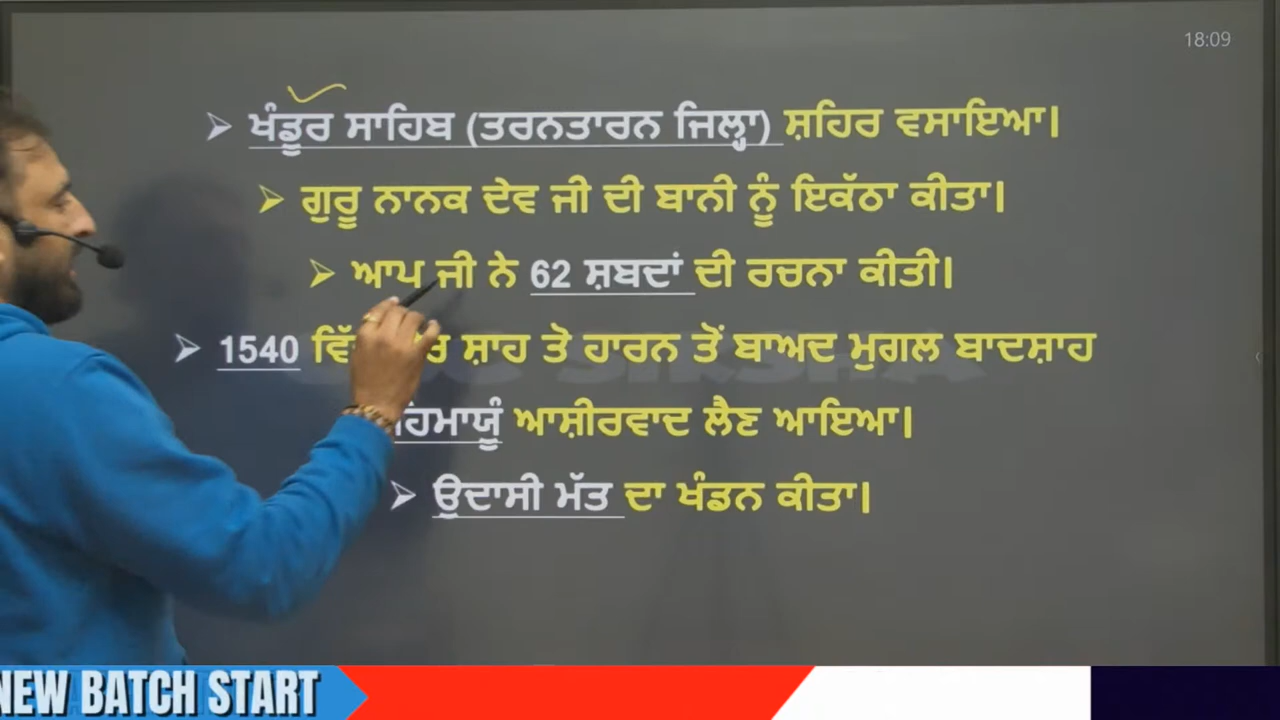 18:09
➢ ਖੰਡੂਰ ਸਾਹਿਬ (ਤਰਨਤਾਰਨ ਜਿਲ੍ਹਾ) ਸ਼ਹਿਰ ਵਸਾਇਆ।
➢ ਗੁਰੂ ਨਾਨਕ ਦੇਵ ਜੀ ਦੀ ਬਾਨੀ ਨੂੰ ਇਕੱਠਾ ਕੀਤਾ।
➢ ਆਪ ਜੀ ਨੇ 62 ਸ਼ਬਦਾਂ ਦੀ ਰਚਨਾ ਕੀਤੀ।
➢ 1540 ਸ਼ਾਹ ਤੋ ਹਾਰਨ ਤੋਂ ਬਾਅਦ ਮੁਗਲ ਬਾਦਸ਼ਾਹ
ਆਸ਼ੀਰਵਾਦ ਲੈਣ ਆਇਆ।
➢ ਉਦਾਸੀ ਮੱਤ ਦਾ ਖੰਡਨ ਕੀਤਾ।
NEW BATCH START